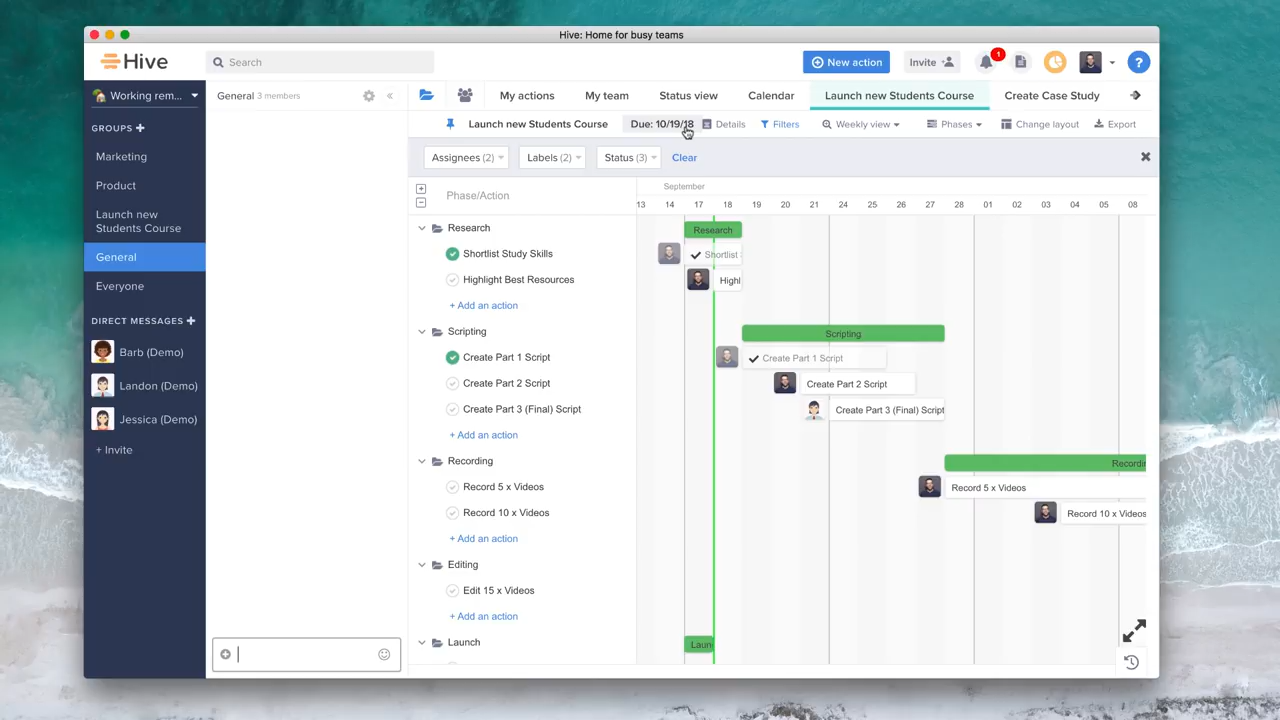 Hive: Home for busy teams
Hive
Search
New action
Invite
1
?
Working rem...
General 3 members
«
My actions
My team
Status view
Calendar
Launch new Students Course
Create Case Study
GROUPS
Marketing
Product
Launch new
Students Course
General
Everyone
DIRECT MESSAGES
Barb (Demo)
Landon (Demo)
Jessica (Demo)
+ Invite
Launch new Students Course
Due: 10/19/18
Details
Filters
Weekly view
Phases
Change layout
Export
Assignees (2)
Labels (2)
Status (3)
Clear
Phase/Action
September
13 14 17 18 19 20 21 24 25 26 27 28 01 02 03 04 05 08
Research
Research
Shortlist Study Skills
Shortlist
Highlight Best Resources
Highl
+ Add an action
Scripting
Scripting
Create Part 1 Script
Create Part 1 Script
Create Part 2 Script
Create Part 2 Script
Create Part 3 (Final) Script
Create Part 3 (Final) Script
+ Add an action
Recording
Recordin
Record 5 x Videos
Record 5 x Videos
Record 10 x Videos
Record 10 x Videos
+ Add an action
Editing
Edit 15 x Videos
+ Add an action
Launch
Laun